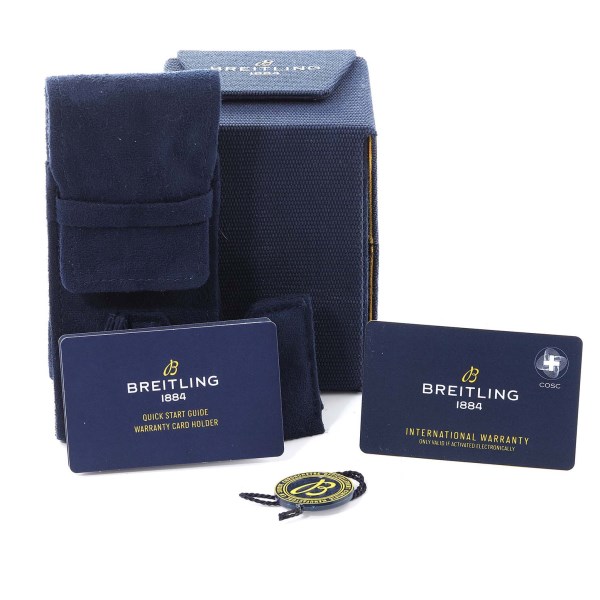 BREITLING
1884
B
BREITLING
1884
QUICK START GUIDE
WARRANTY CARD HOLDER
B
BREITLING
1884
COSC
INTERNATIONAL WARRANTY
ONLY VALID IF ACTIVATED ELECTRONICALLY
B